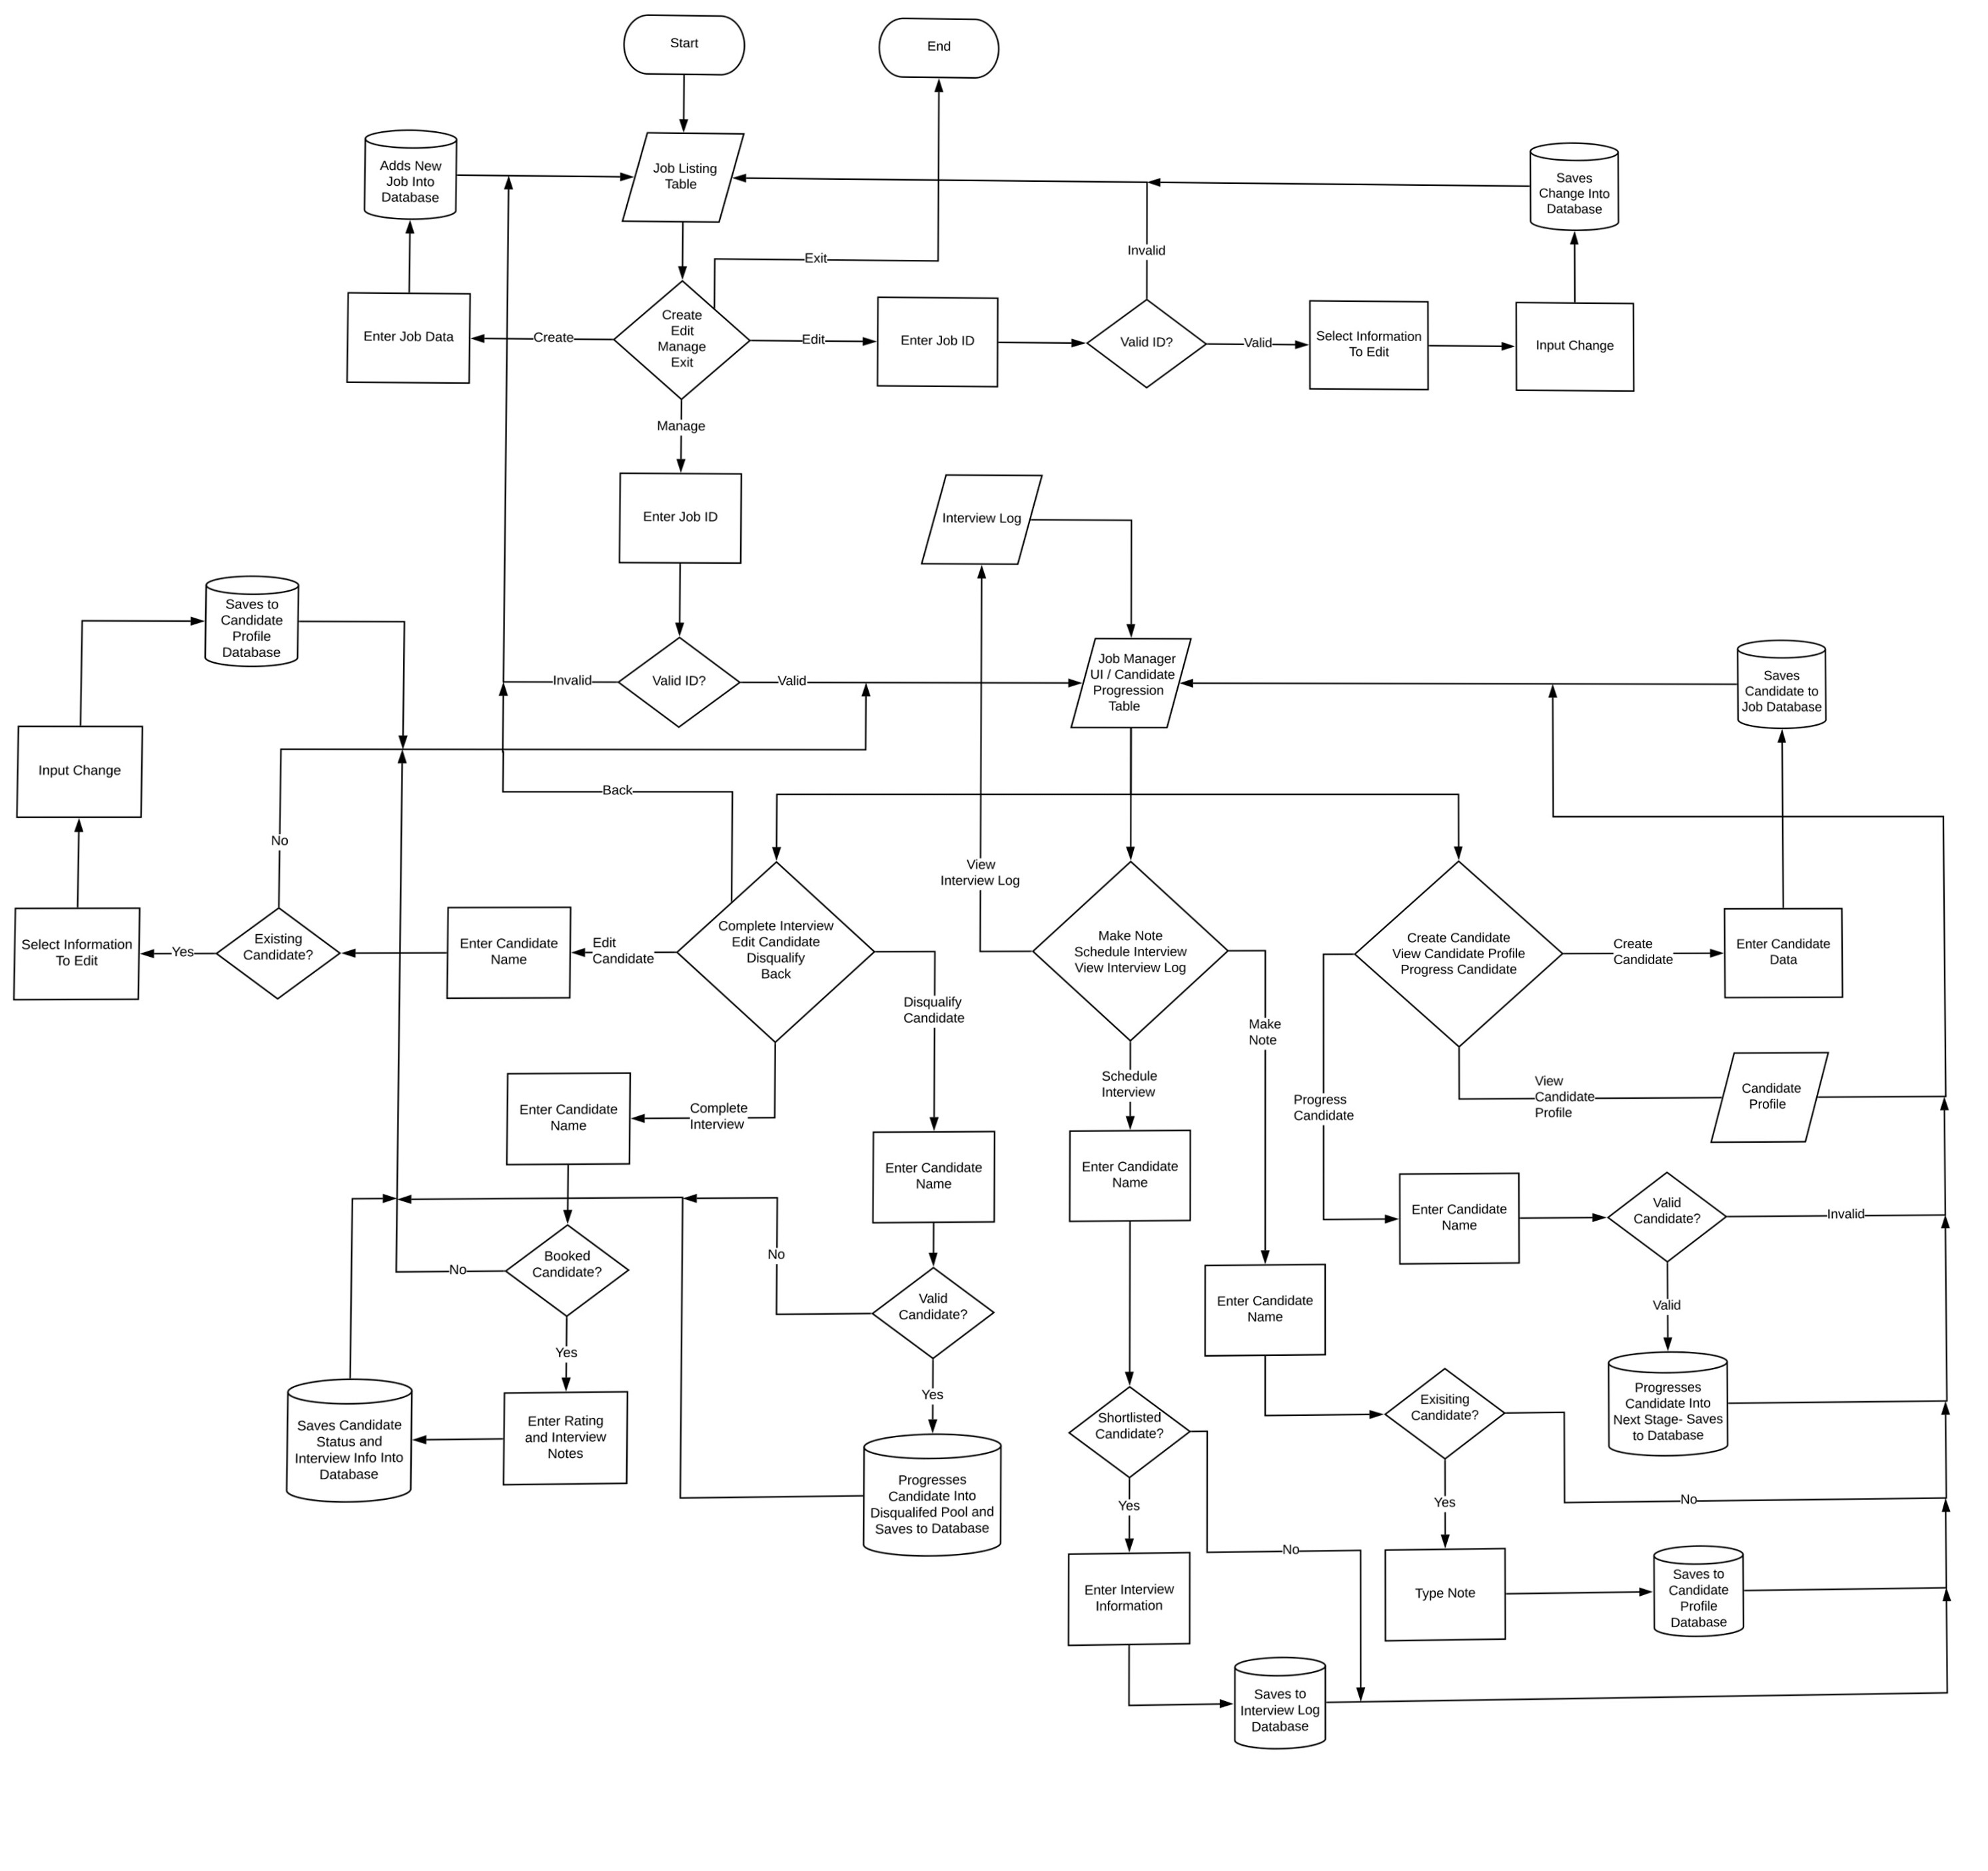 Start
End
Adds New
Job Into
Database
Job Listing
Table
Saves
Change Into
Database
Invalid
Exit
Enter Job Data
Create
Create
Edit
Manage
Exit
Edit
Enter Job ID
Valid ID?
Valid
Select Information
To Edit
Input Change
Manage
Enter Job ID
Interview Log
Saves to
Candidate
Profile
Database
Invalid
Valid ID?
Valid
Job Manager
UI / Candidate
Progression
Table
Saves
Candidate to
Job Database
Input Change
Back
No
View
Interview Log
Select Information
To Edit
Yes
Existing
Candidate?
Enter Candidate
Name
Edit
Candidate
Complete Interview
Edit Candidate
Disqualify
Back
Make Note
Schedule Interview
View Interview Log
Create Candidate
View Candidate Profile
Progress Candidate
Create
Candidate
Enter Candidate
Data
Disqualify
Candidate
Make
Note
Schedule
Interview
View
Candidate
Profile
Candidate
Profile
Progress
Candidate
Enter Candidate
Name
Complete
Interview
Enter Candidate
Name
Enter Candidate
Name
Enter Candidate
Name
Valid
Candidate?
Invalid
No
Booked
Candidate?
No
Valid
Candidate?
Enter Candidate
Name
Valid
Yes
Yes
Saves Candidate
Status and
Interview Info Into
Database
Enter Rating
and Interview
Notes
Shortlisted
Candidate?
Exisiting
Candidate?
Progresses
Candidate Into
Next Stage- Saves
to Database
Progresses
Candidate Into
Disqualifed Pool and
Saves to Database
Yes
Yes
No
No
Enter Interview
Information
Type Note
Saves to
Candidate
Profile
Database
Saves to
Interview Log
Database